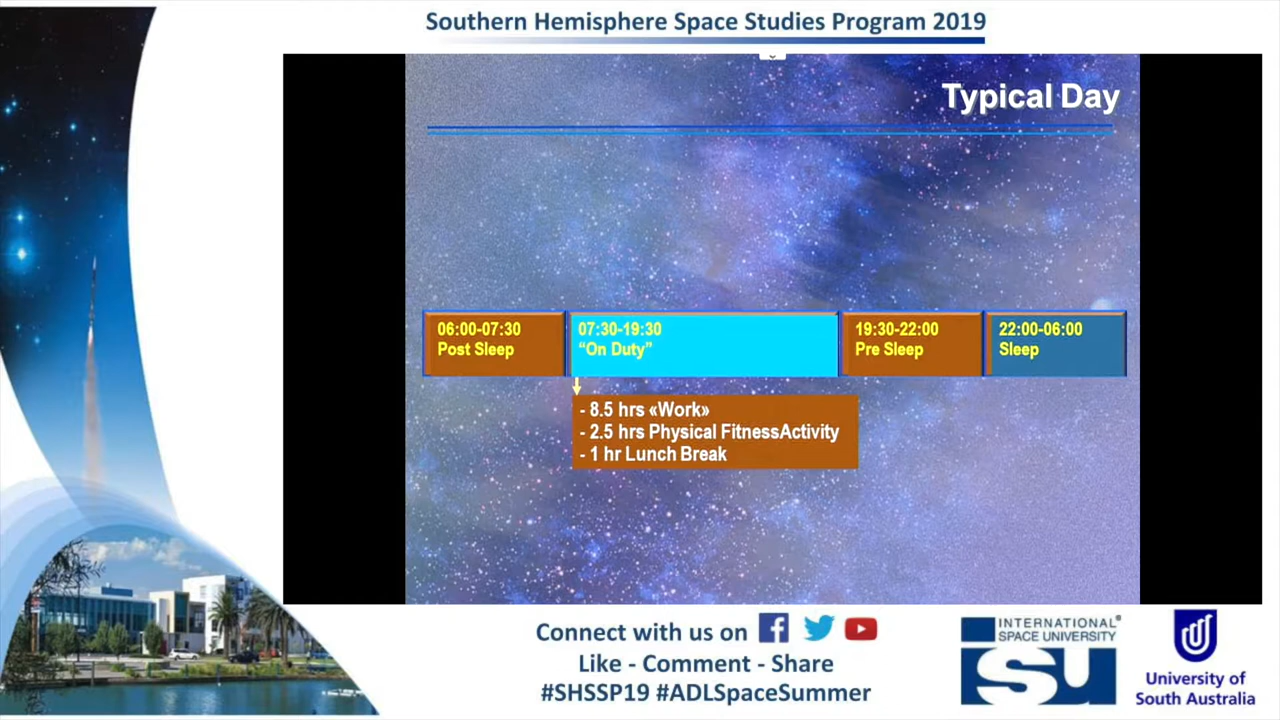 Southern Hemisphere Space Studies Program 2019
Typical Day
06:00-07:30
Post Sleep
07:30-19:30
“On Duty”
19:30-22:00
Pre Sleep
22:00-06:00
Sleep
- 8.5 hrs «Work»
- 2.5 hrs Physical FitnessActivity
- 1 hr Lunch Break
Connect with us on
Like - Comment - Share
#SHSSP19 #ADLSpaceSummer
INTERNATIONAL®
SPACE UNIVERSITY
isu
University of
South Australia